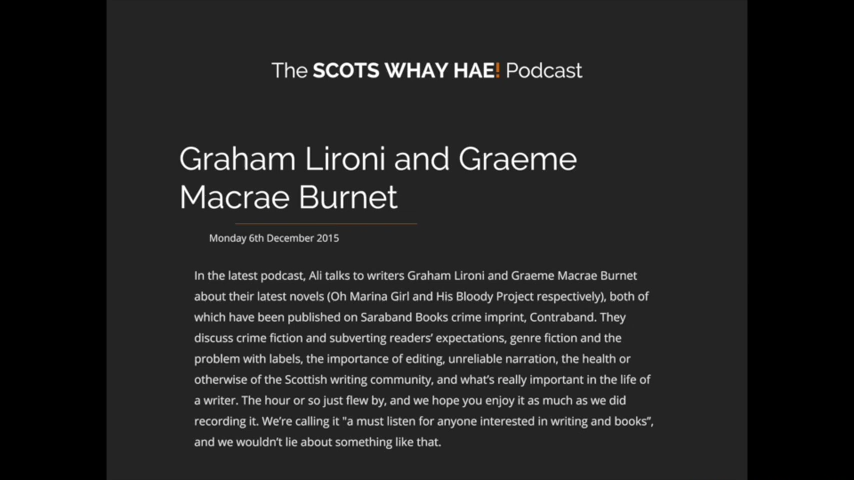 The SCOTS WHAY HAE! Podcast
Graham Lironi and Graeme
Macrae Burnet
Monday 6th December 2015
In the latest podcast, Ali talks to writers Graham Lironi and Graeme Macrae Burnet
about their latest novels (Oh Marina Girl and His Bloody Project respectively), both of
which have been published on Saraband Books crime imprint, Contraband. They
discuss crime fiction and subverting readers’ expectations, genre fiction and the
problem with labels, the importance of editing, unreliable narration, the health or
otherwise of the Scottish writing community, and what’s really important in the life of
a writer. The hour or so just flew by, and we hope you enjoy it as much as we did
recording it. We’re calling it "a must listen for anyone interested in writing and books”,
and we wouldn’t lie about something like that.